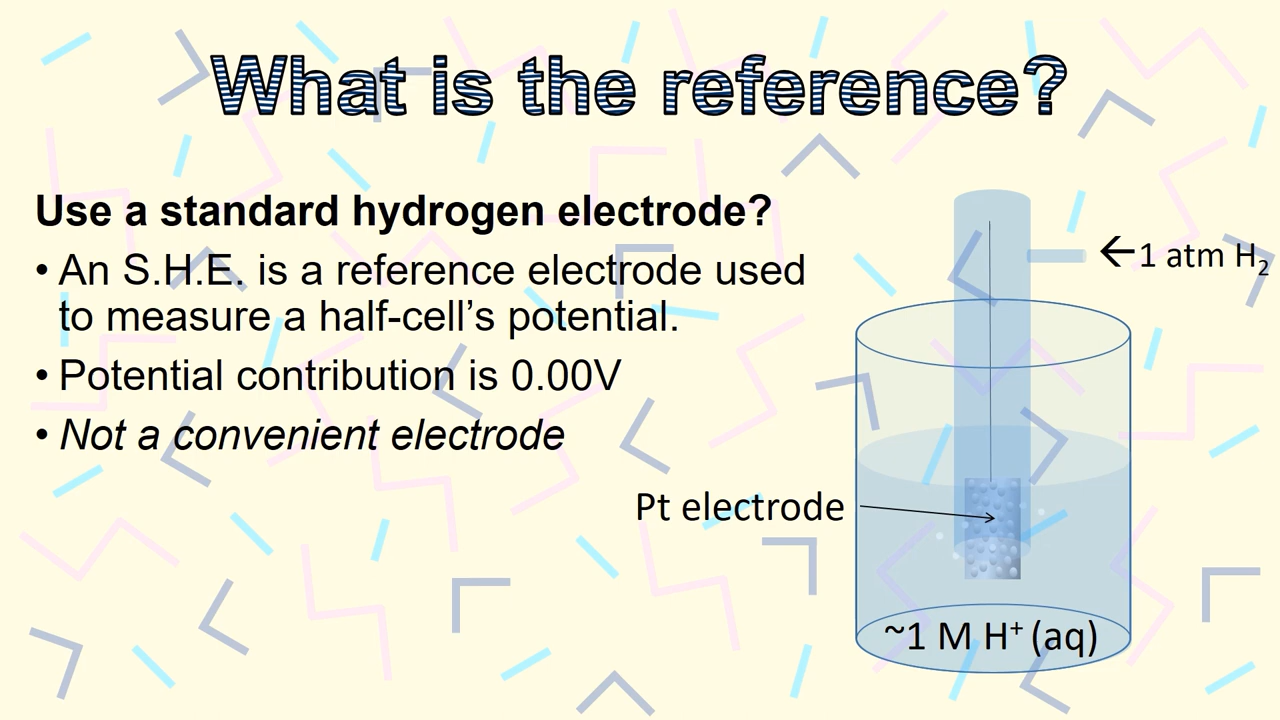 What is the reference?
Use a standard hydrogen electrode?
• An S.H.E. is a reference electrode used
to measure a half-cell’s potential.
• Potential contribution is 0.00V
• Not a convenient electrode
←1 atm H₂
Pt electrode
~1 M H⁺ (aq)